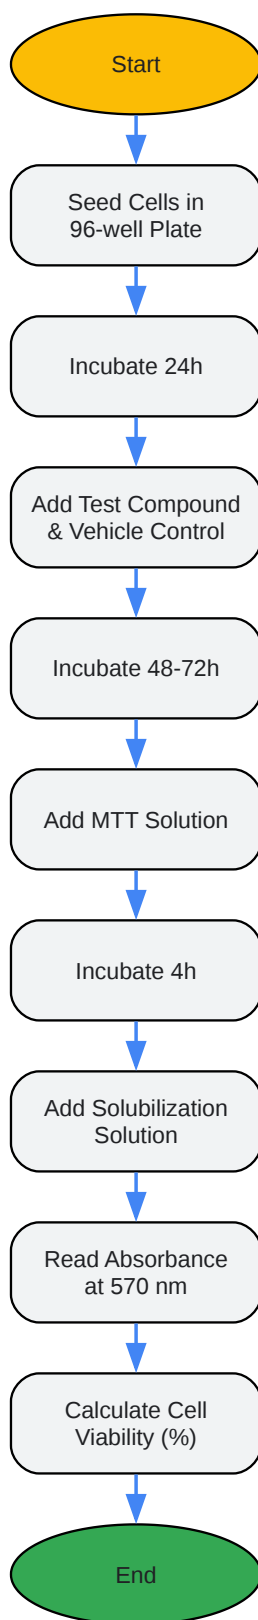 Start
Seed Cells in
96-well Plate
Incubate 24h
Add Test Compound
& Vehicle Control
Incubate 48-72h
Add MTT Solution
Incubate 4h
Add Solubilization
Solution
Read Absorbance
at 570 nm
Calculate Cell
Viability (%)
End